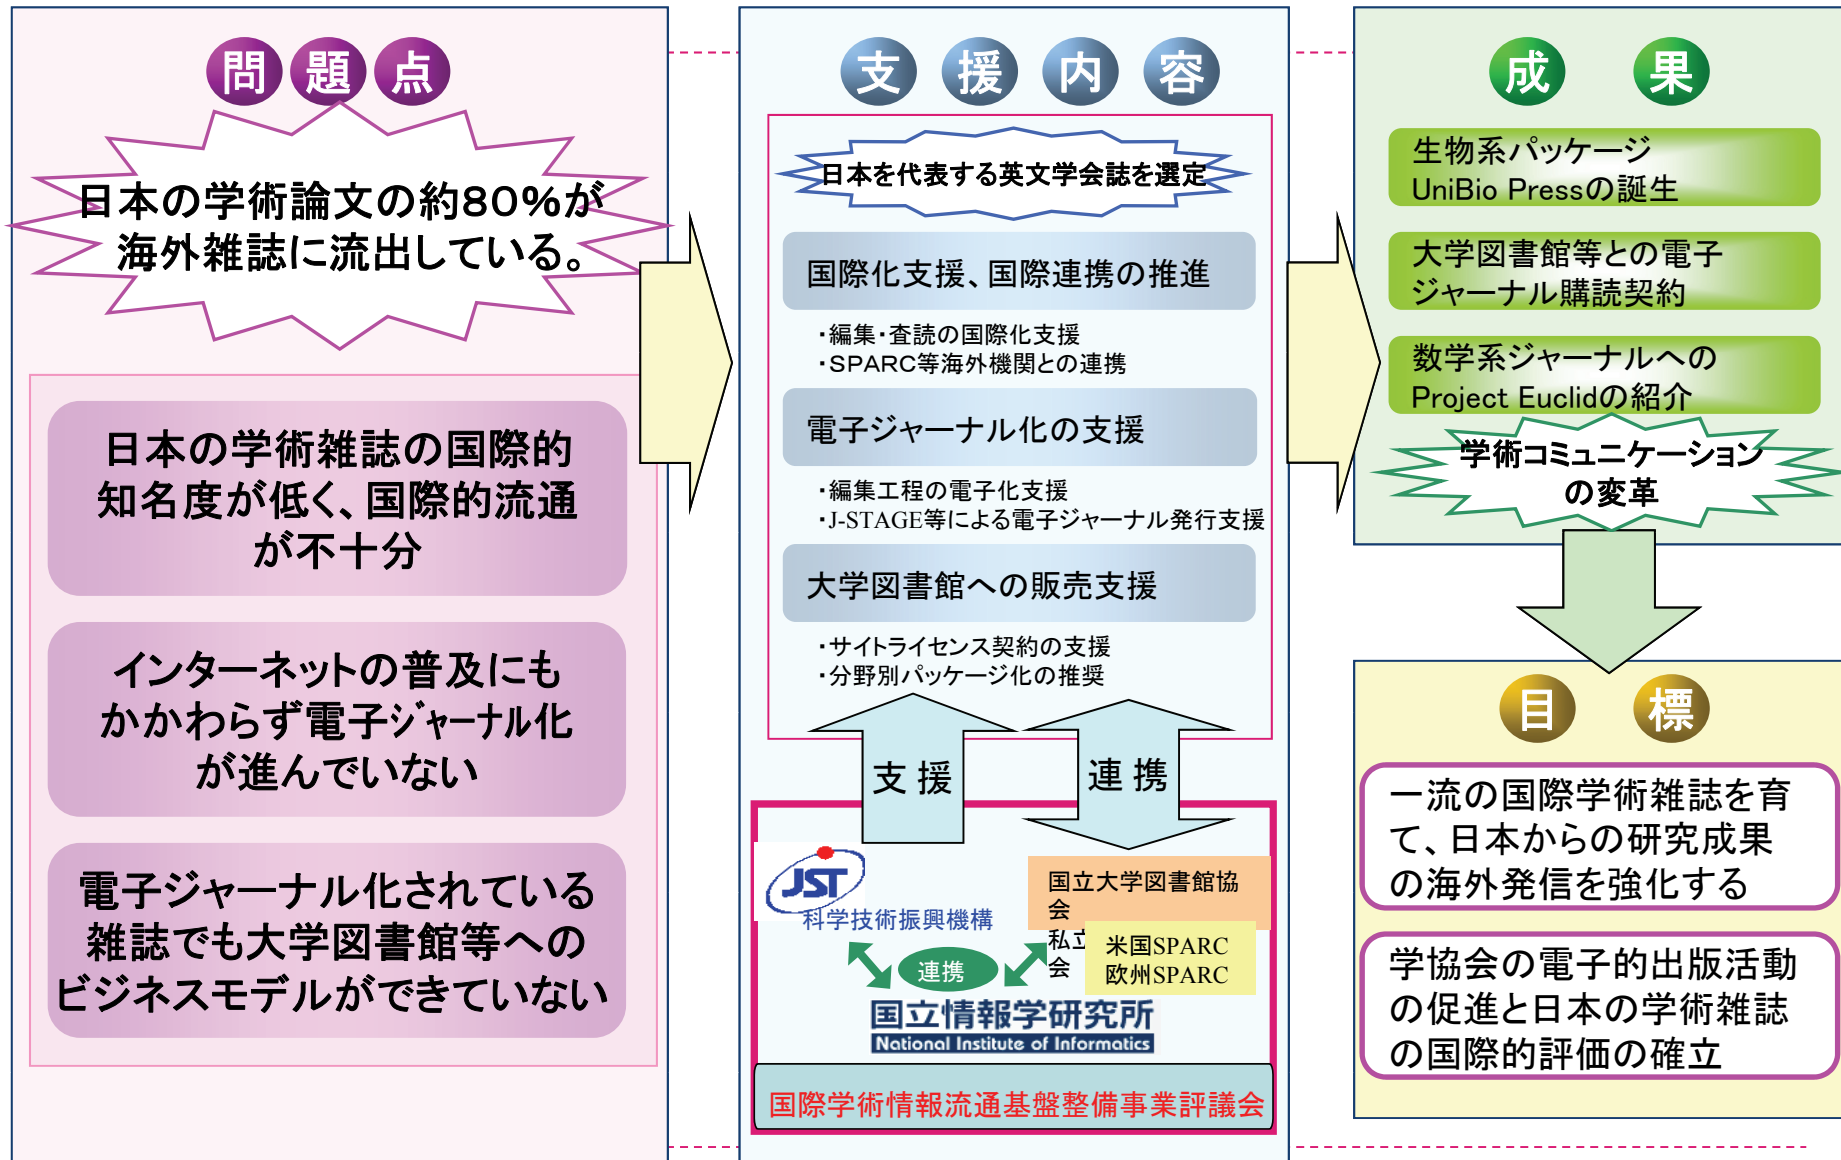 問題点
日本の学術論文の約80%が
海外雑誌に流出している。
日本の学術雑誌の国際的
知名度が低く、国際的流通
が不十分
インターネットの普及にも
かかわらず電子ジャーナル化
が進んでいない
電子ジャーナル化されている
雑誌でも大学図書館等への
ビジネスモデルができていない
支援内容
日本を代表する英文学会誌を選定
国際化支援、国際連携の推進
・編集・査読の国際化支援
・SPARC等海外機関との連携
電子ジャーナル化の支援
・編集工程の電子化支援
・J-STAGE等による電子ジャーナル発行支援
大学図書館への販売支援
・サイトライセンス契約の支援
・分野別パッケージ化の推奨
支援
連携
JST
科学技術振興機構
国立大学図書館協
会
私立
会
米国SPARC
欧州SPARC
連携
国立情報学研究所
National Institute of Informatics
国際学術情報流通基盤整備事業評議会
成果
生物系パッケージ
UniBio Pressの誕生
大学図書館等との電子
ジャーナル購読契約
数学系ジャーナルへの
Project Euclidの紹介
学術コミュニケーション
の変革
目標
一流の国際学術雑誌を育
て、日本からの研究成果
の海外発信を強化する
学協会の電子的出版活動
の促進と日本の学術雑誌
の国際的評価の確立